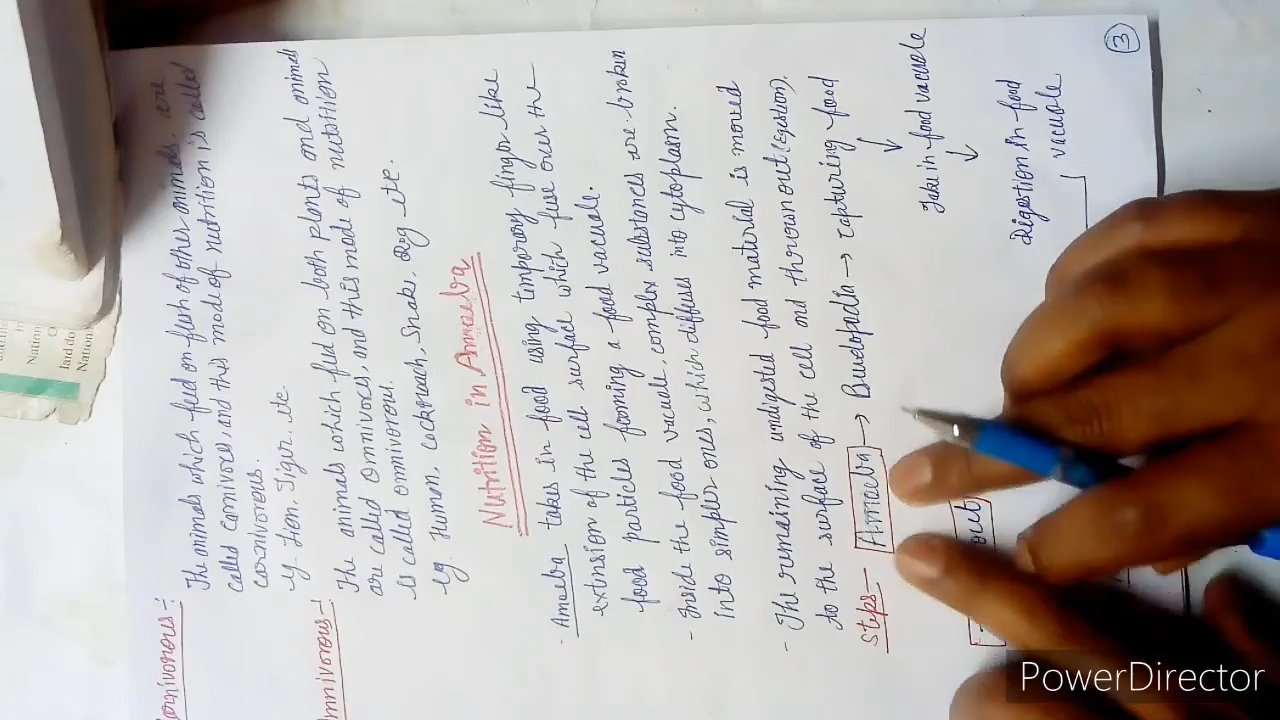 Carnivorous:-
The animals which feed on flesh of other animals. are
called carnivore, and this mode of nutrition is called
carnivorous.
eg. Lion, Tiger.. etc
Omnivorous:-
The animals which feed on both plants and animals
are called omnivores, and this mode of nutrition
is called omnivorous.
eg. Human, cockroach, Snake, Dog etc.
Nutrition in Amoeba
- Amoeba takes in food using temporary finger-like
extension of the cell surface which fuse over the
food particles forming a food vacuole.
- Inside the food vacuole, complex substances are broken
into simpler ones, which diffuses into cytoplasm.
- The remaining undigested food material is moved
to the surface of the cell and thrown out (egestion).
Steps:- Amoeba → Pseudopodia → capturing food
↓
Take in food vacuole
↓
Digestion in food
vacuole
out
3
Nation
lard do
Nation
PowerDirector